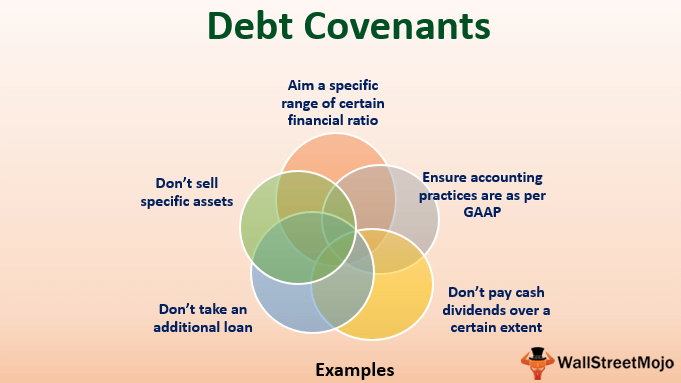 Debt Covenants
Aim a specific
range of certain
financial ratio
Don't sell
specific assets
Ensure accounting
practices are as per
GAAP
Don't take an
additional loan
Don't pay cash
dividends over a
certain extent
Examples
WallStreetMojo